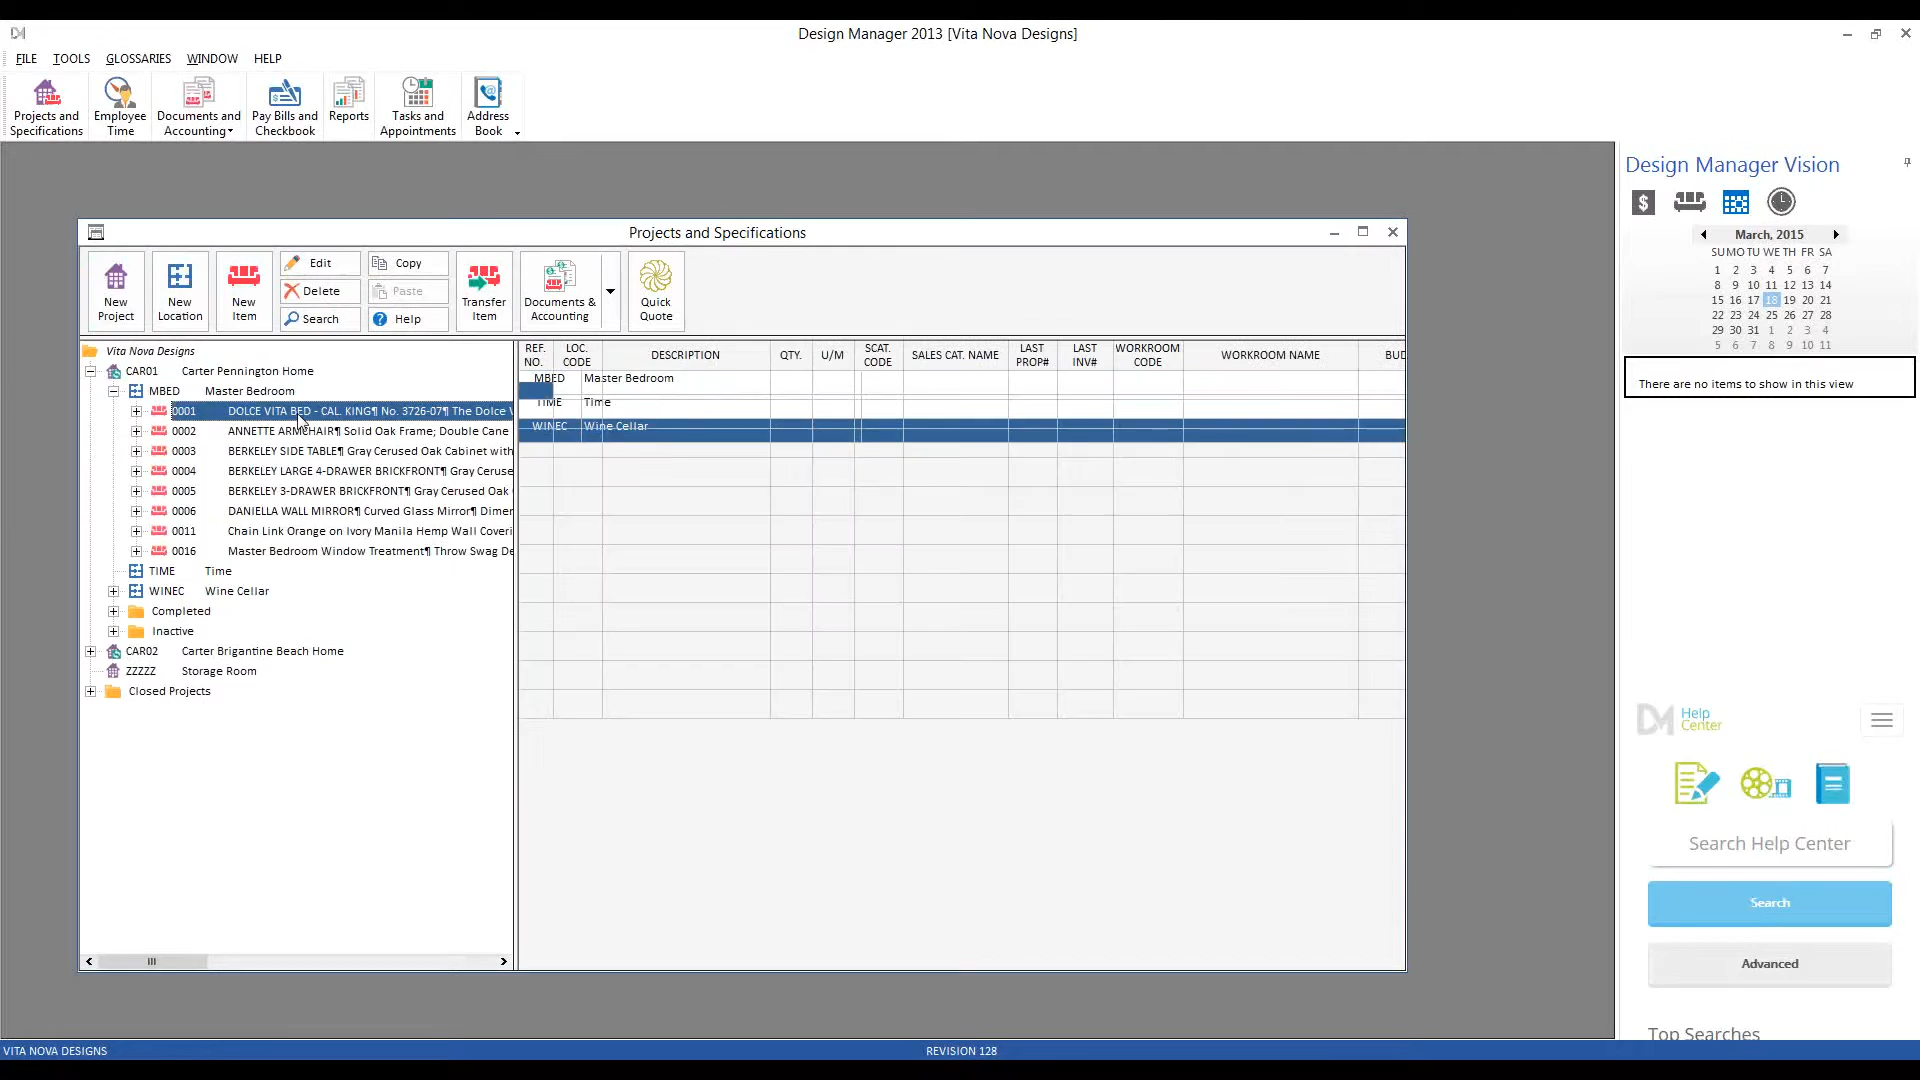 Design Manager 2013 [Vita Nova Designs]
FILE TOOLS GLOSSARIES WINDOW HELP
Projects and Specifications
Employee Time
Documents and Accounting
Pay Bills and Checkbook
Reports
Tasks and Appointments
Address Book
Design Manager Vision
March, 2015
SU MO TU WE TH FR SA
1 2 3 4 5 6 7
8 9 10 11 12 13 14
15 16 17 18 19 20 21
22 23 24 25 26 27 28
29 30 31 1 2 3 4
5 6 7 8 9 10 11
There are no items to show in this view
Projects and Specifications
New Project
New Location
New Item
Edit
Delete
Search
Copy
Paste
Help
Transfer Item
Documents & Accounting
Quick Quote
Vita Nova Designs
CAR01 Carter Pennington Home
MBED Master Bedroom
0001 DOLCE VITA BED - CAL. KING¶ No. 3726-07¶ The Dolce V
0002 ANNETTE ARMCHAIR¶ Solid Oak Frame; Double Cane
0003 BERKELEY SIDE TABLE¶ Gray Cerused Oak Cabinet with
0004 BERKELEY LARGE 4-DRAWER BRICKFRONT¶ Gray Ceruse
0005 BERKELEY 3-DRAWER BRICKFRONT¶ Gray Cerused Oak
0006 DANIELLA WALL MIRROR¶ Curved Glass Mirror¶ Dimen
0011 Chain Link Orange on Ivory Manila Hemp Wall Coveri
0016 Master Bedroom Window Treatment¶ Throw Swag De
TIME Time
WINEC Wine Cellar
Completed
Inactive
CAR02 Carter Brigantine Beach Home
ZZZZZ Storage Room
Closed Projects
REF. NO. LOC. CODE DESCRIPTION QTY. U/M SCAT. CODE SALES CAT. NAME LAST PROP# LAST INV# WORKROOM CODE WORKROOM NAME BUD
MBED Master Bedroom
TIME Time
WINEC Wine Cellar
DM Help Center
Search Help Center
Search
Advanced
Top Searches
VITA NOVA DESIGNS
REVISION 128